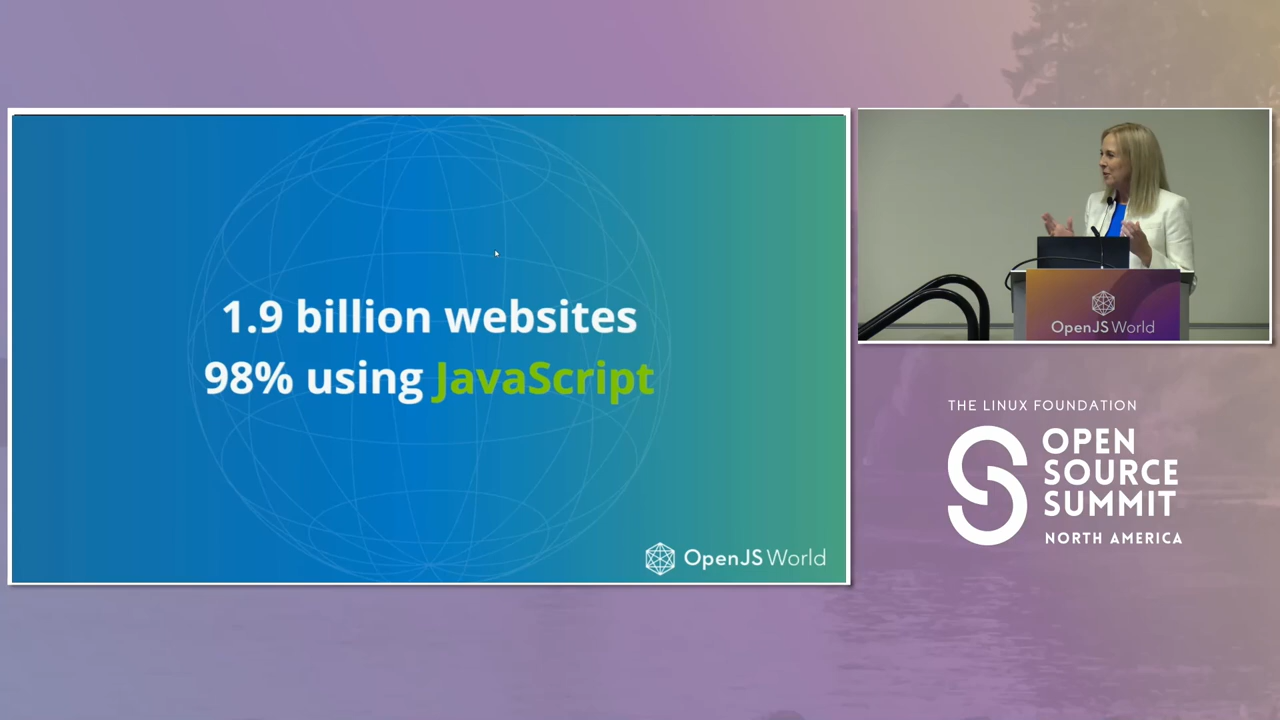 1.9 billion websites
98% using JavaScript
OpenJS World
OpenJS World
THE LINUX FOUNDATION
OPEN
SOURCE
SUMMIT
NORTH AMERICA